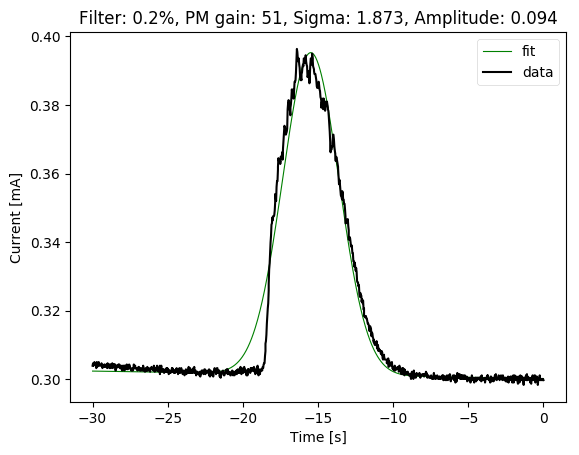 Filter: 0.2%, PM gain: 51, Sigma: 1.873, Amplitude: 0.094
fit
data
0.40
0.38
0.36
0.34
0.32
0.30
Current [mA]
−30
−25
−20
−15
−10
−5
0
Time [s]